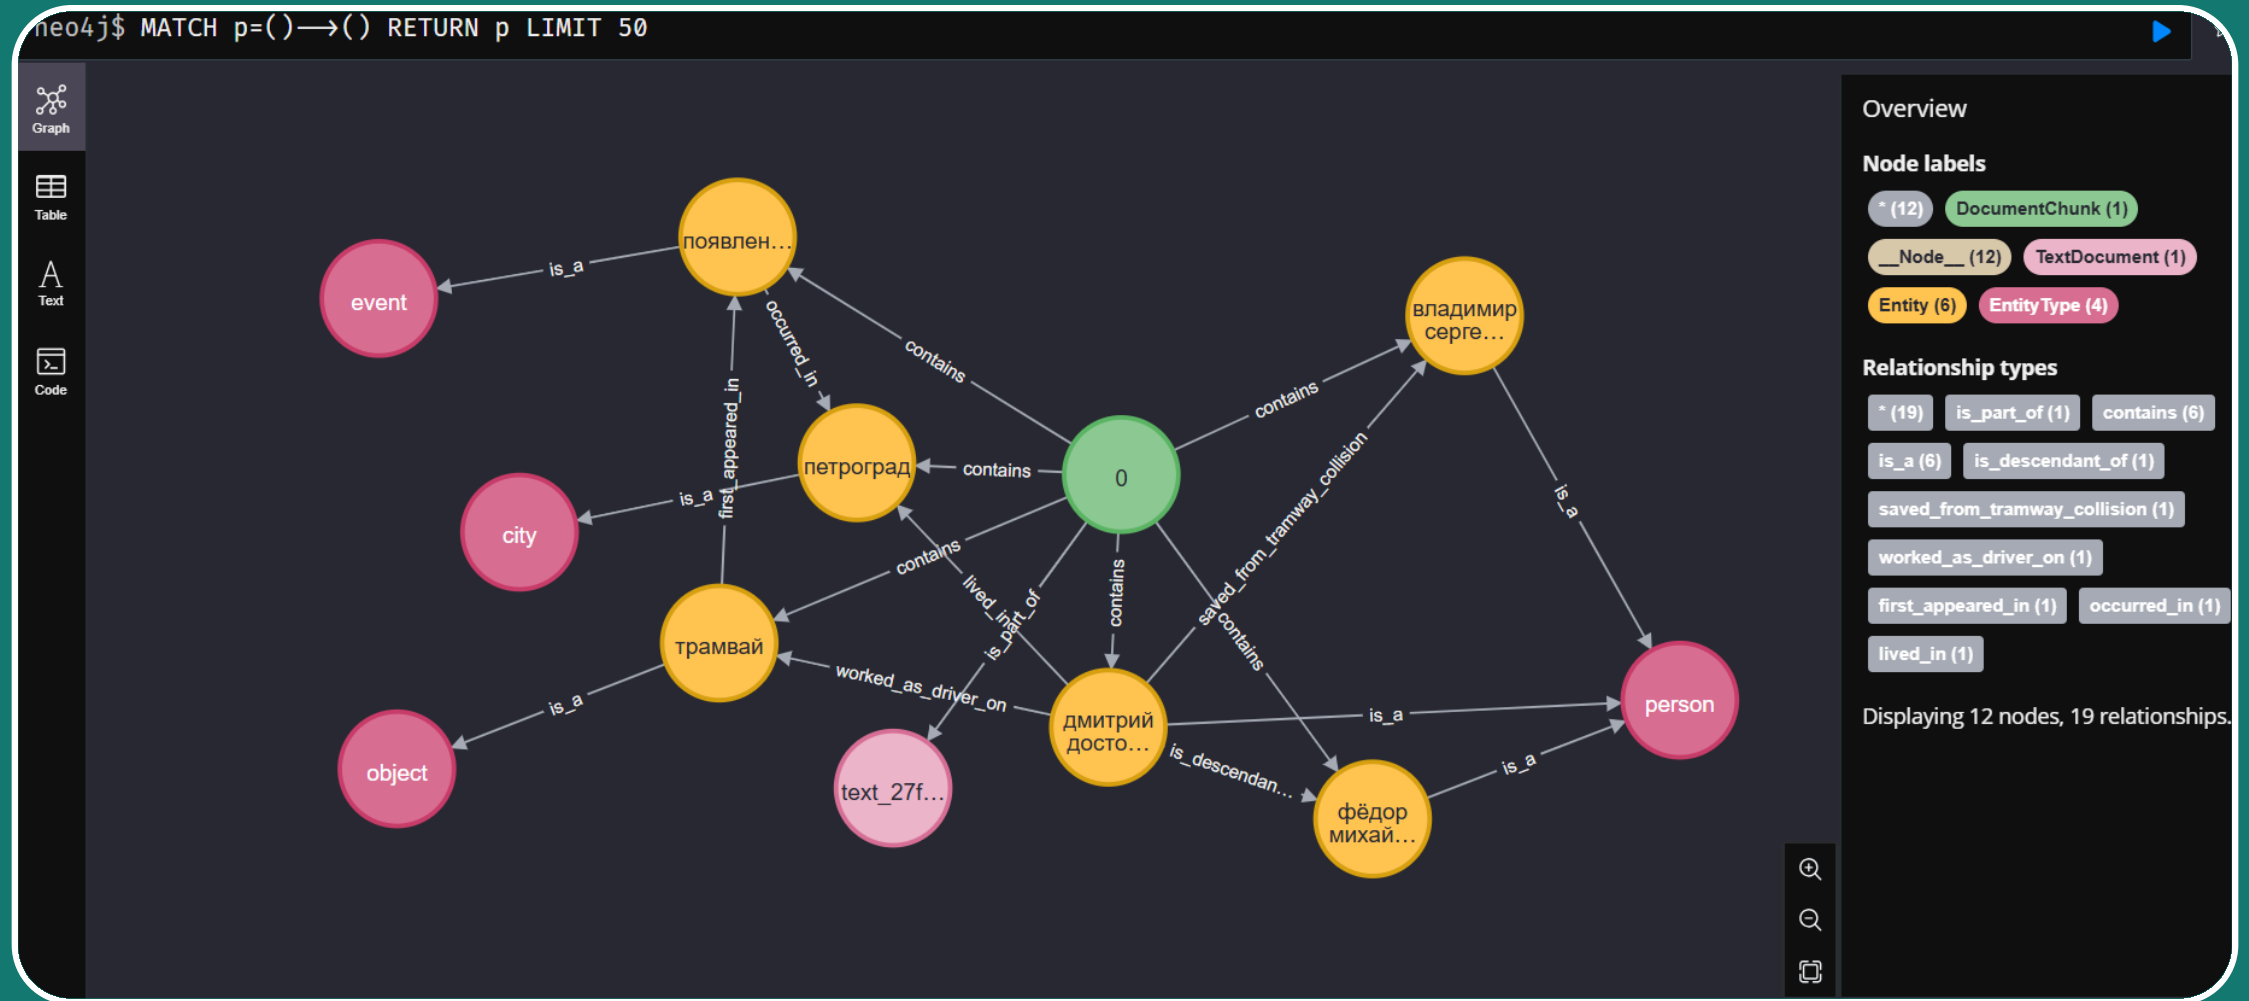 neo4j$ MATCH p=()-->() RETURN p LIMIT 50
Graph
Table
Text
Code
появлен...
is_a
event
occurred_in
contains
владимир
серге...
contains
first_appeared_in
петроград
contains
0
is_a
city
saved_from_tramway_collision
is_a
contains
lived_in
is_part_of
contains
contains
трамвай
worked_as_driver_on
is_a
object
text_27f...
дмитрий
досто...
is_a
person
is_descendan...
is_a
фёдор
михай...
Overview
Node labels
* (12)
DocumentChunk (1)
__Node__ (12)
TextDocument (1)
Entity (6)
EntityType (4)
Relationship types
* (19)
is_part_of (1)
contains (6)
is_a (6)
is_descendant_of (1)
saved_from_tramway_collision (1)
worked_as_driver_on (1)
first_appeared_in (1)
occurred_in (1)
lived_in (1)
Displaying 12 nodes, 19 relationships.